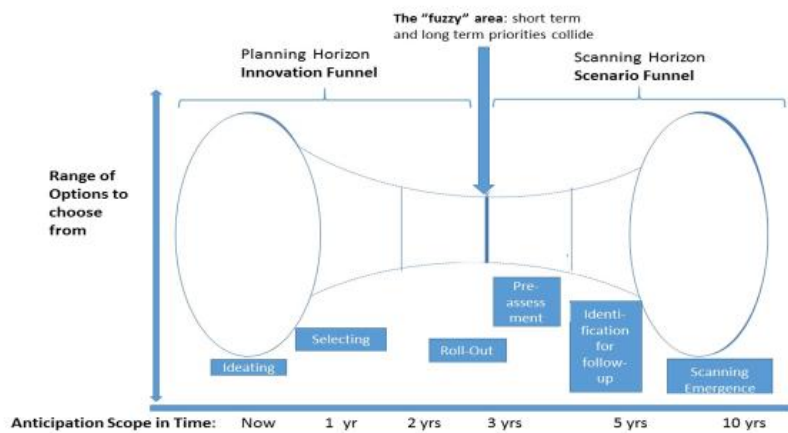 The “fuzzy” area: short term
and long term priorities collide
Planning Horizon
Innovation Funnel
Scanning Horizon
Scenario Funnel
Range of
Options to
choose
from
Pre-
assess
ment
Identi-
fication
for
follow-
up
Selecting
Roll-Out
Ideating
Scanning
Emergence
Anticipation Scope in Time: Now 1 yr 2 yrs 3 yrs 5 yrs 10 yrs